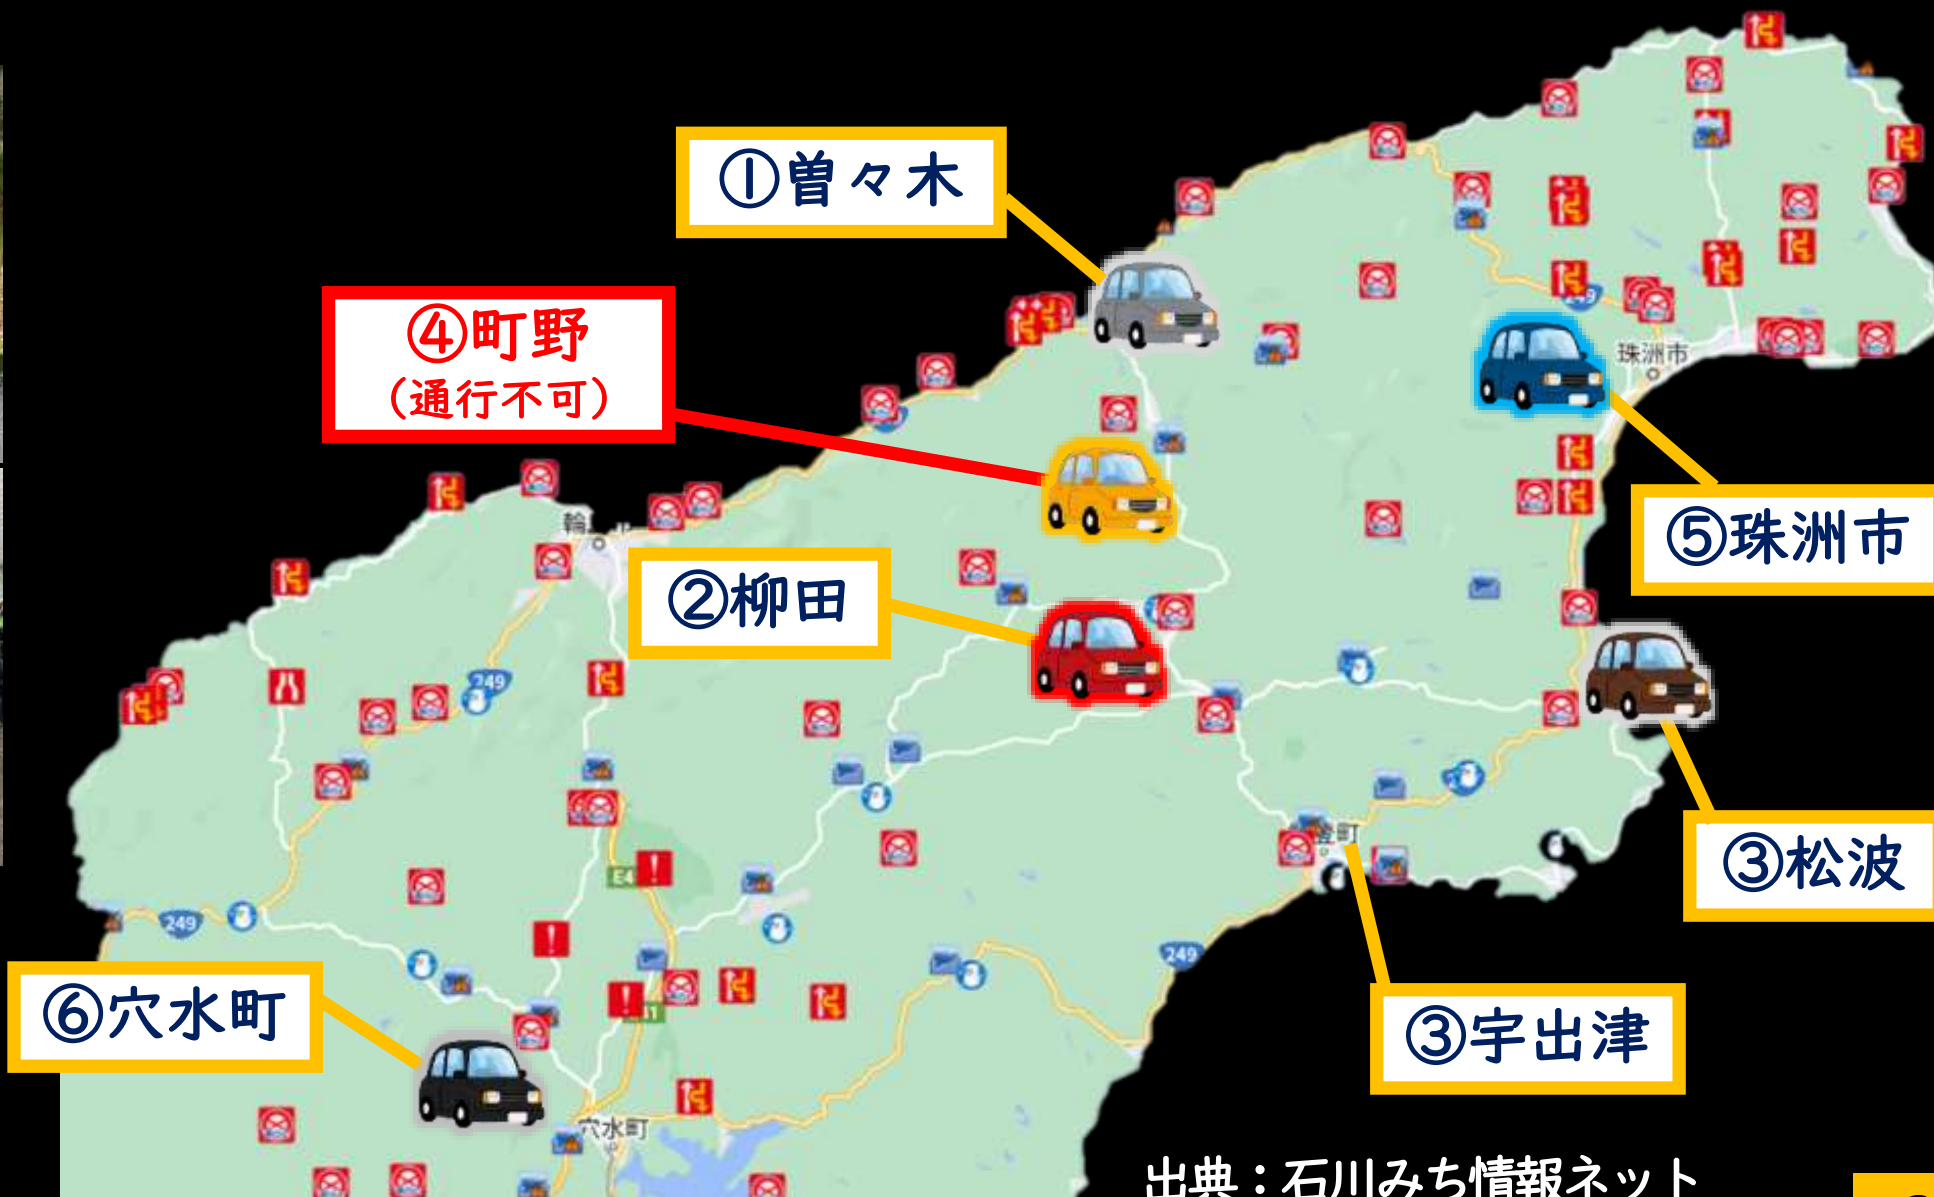 ①曽々木
④町野
（通行不可）
249
珠洲市
⑤珠洲市
②柳田
249
③松波
E4
249
249
⑥穴水町
③宇出津
穴水町
出典：石川みち情報ネット